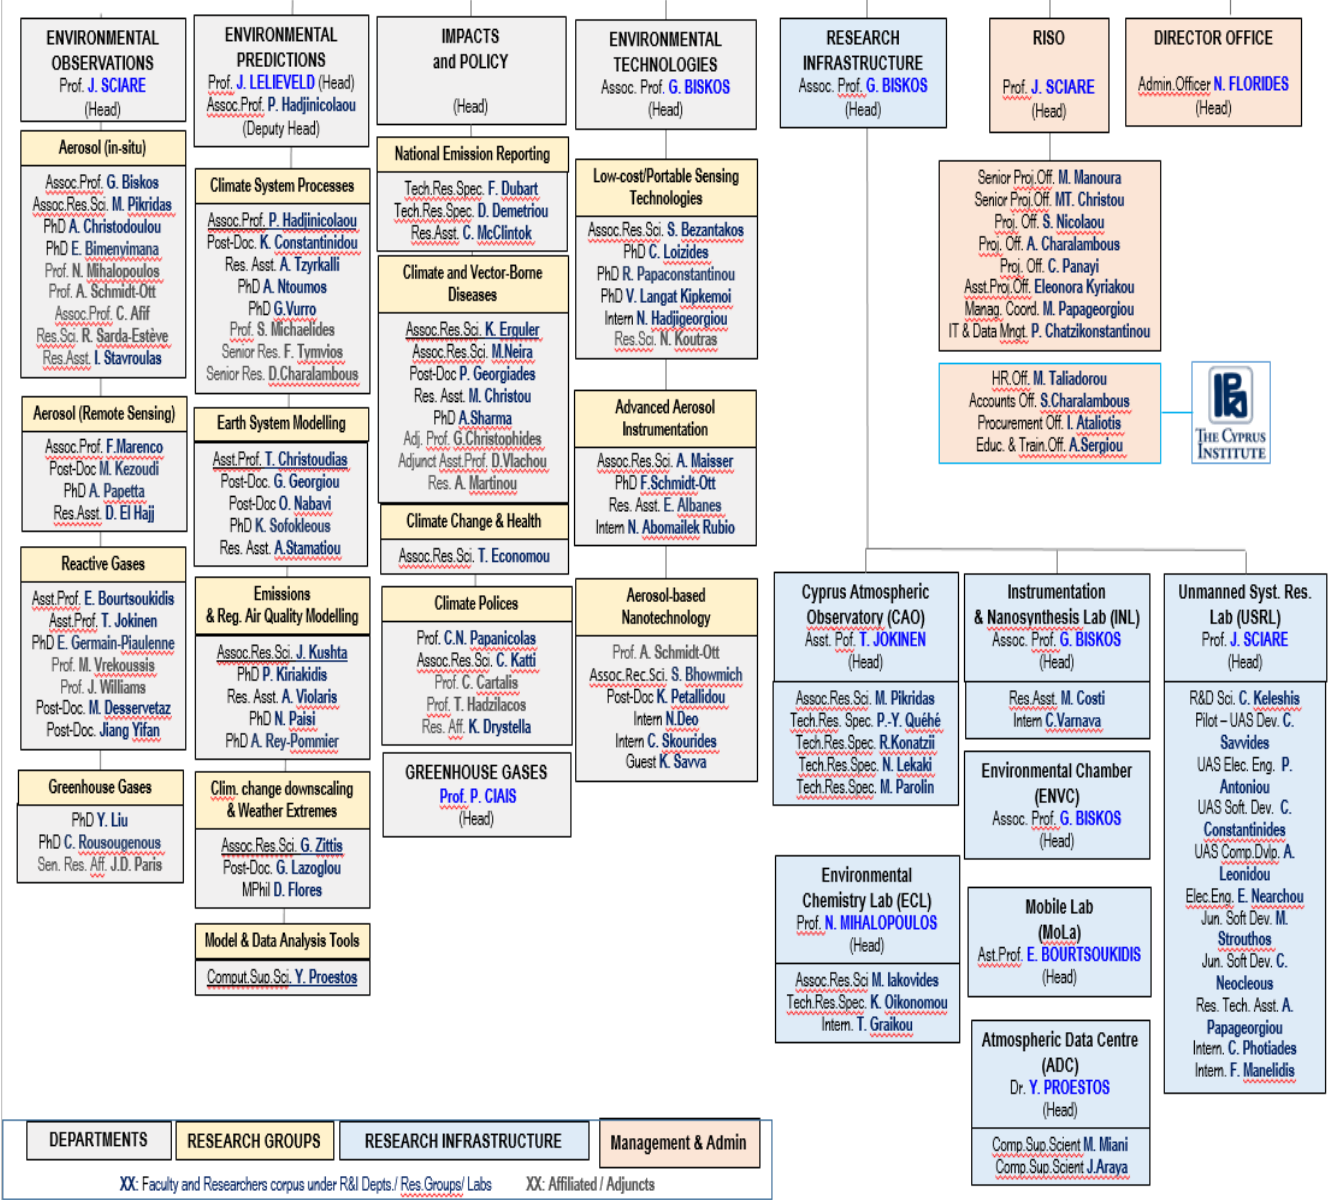 ENVIRONMENTAL
OBSERVATIONS
Prof. J. SCIARE
(Head)
Aerosol (in-situ)
Assoc.Prof. G. Biskos
Assoc.Res.Sci. M. Pikridas
PhD A. Christodoulou
PhD E. Bimenyimana
Prof. N. Mihalopoulos
Prof. A. Schmidt-Ott
Assoc.Prof. C. Afif
Res.Sci. R. Sarda-Estève
Res.Asst. I. Stavroulas
Aerosol (Remote Sensing)
Assoc.Prof. F.Marenco
Post-Doc M. Kezoudi
PhD A. Papetta
Res.Asst. D. El Hajj
Reactive Gases
Asst.Prof. E. Bourtsoukidis
Asst.Prof. T. Jokinen
PhD E. Germain-Piaulenne
Prof. M. Vrekoussis
Prof. J. Williams
Post-Doc. M. Desservetaz
Post-Doc. Jiang Yifan
Greenhouse Gases
PhD Y. Liu
PhD C. Rousougenous
Sen. Res. Aff. J.D. Paris
ENVIRONMENTAL
PREDICTIONS
Prof. J. LELIEVELD (Head)
Assoc.Prof. P. Hadjinicolaou
(Deputy Head)
Climate System Processes
Assoc.Prof. P. Hadjinicolaou
Post-Doc. K. Constantinidou
Res. Asst. A. Tzyrkalli
PhD A. Ntoumos
PhD G.Vurro
Prof. S. Michaelides
Senior Res. F. Tymvios
Senior Res. D.Charalambous
Earth System Modelling
Asst.Prof. T. Christoudias
Post-Doc. G. Georgiou
Post-Doc O. Nabavi
PhD K. Sofokleous
Res. Asst. A.Stamatiou
Emissions
& Reg. Air Quality Modelling
Assoc.Res.Sci. J. Kushta
PhD P. Kiriakidis
Res. Asst. A. Violaris
PhD N. Paisi
PhD A. Rey-Pommier
Clim. change downscaling
& Weather Extremes
Assoc.Res.Sci. G. Zittis
Post-Doc. G. Lazoglou
MPhil D. Flores
Model & Data Analysis Tools
Comput.Sup.Sci. Y. Proestos
IMPACTS
and POLICY
(Head)
National Emission Reporting
Tech.Res.Spec. F. Dubart
Tech.Res.Spec. D. Demetriou
Res.Asst. C. McClintok
Climate and Vector-Borne
Diseases
Assoc.Res.Sci. K. Erguler
Assoc.Res.Sci. M.Neira
Post-Doc P. Georgiades
Res. Asst. M. Christou
PhD A.Sharma
Adj. Prof. G.Christophides
Adjunct Asst.Prof. D.Vlachou
Res. A. Martinou
Climate Change & Health
Assoc.Res.Sci. T. Economou
Climate Polices
Prof. C.N. Papanicolas
Assoc.Res.Sci. C. Katti
Prof. C. Cartalis
Prof. T. Hadzilacos
Res. Aff. K. Drystella
GREENHOUSE GASES
Prof. P. CIAIS
(Head)
ENVIRONMENTAL
TECHNOLOGIES
Assoc. Prof. G. BISKOS
(Head)
Low-cost/Portable Sensing
Technologies
Assoc.Res.Sci. S. Bezantakos
PhD C. Loizides
PhD R. Papaconstantinou
PhD V. Langat Kipkemoi
Intern N. Hadjigeorgiou
Res.Sci. N. Koutras
Advanced Aerosol
Instrumentation
Assoc.Res.Sci. A. Maisser
PhD F.Schmidt-Ott
Res. Asst. E. Albanes
Intern N. Abomailek Rubio
Aerosol-based
Nanotechnology
Prof. A. Schmidt-Ott
Assoc.Rec.Sci. S. Bhowmich
Post-Doc K. Petallidou
Intern N.Deo
Intern C. Skourides
Guest K. Savva
RESEARCH
INFRASTRUCTURE
Assoc. Prof. G. BISKOS
(Head)
RISO
Prof. J. SCIARE
(Head)
DIRECTOR OFFICE
Admin.Officer N. FLORIDES
(Head)
Senior Proj.Off. M. Manoura
Senior Proj.Off. MT. Christou
Proj. Off. S. Nicolaou
Proj. Off. A. Charalambous
Proj. Off. C. Panayi
Asst.Proj.Off. Eleonora Kyriakou
Manag. Coord. M. Papageorgiou
IT & Data Mngt. P. Chatzikonstantinou
HR.Off. M. Taliadorou
Accounts Off. S.Charalambous
Procurement Off. I. Ataliotis
Educ. & Train.Off. A.Sergiou
THE CYPRUS
INSTITUTE
Cyprus Atmospheric
Observatory (CAO)
Asst. Pof. T. JOKINEN
(Head)
Assoc.Res.Sci. M. Pikridas
Tech.Res. Spec. P.-Y. Quéhé
Tech.Res.Spec. R.Konatzii
Tech.Res.Spec. N. Lekaki
Tech.Res.Spec. M. Parolin
Environmental
Chemistry Lab (ECL)
Prof. N. MIHALOPOULOS
(Head)
Assoc.Res.Sci M. Iakovides
Tech.Res.Spec. K. Oikonomou
Intern. T. Graikou
Instrumentation
& Nanosynthesis Lab (INL)
Assoc. Prof. G. BISKOS
(Head)
Res.Asst. M. Costi
Intern C.Varnava
Environmental Chamber
(ENVC)
Assoc. Prof. G. BISKOS
(Head)
Mobile Lab
(MoLa)
Ast.Prof. E. BOURTSOUKIDIS
(Head)
Atmospheric Data Centre
(ADC)
Dr. Y. PROESTOS
(Head)
Comp.Sup.Scient M. Miani
Comp.Sup.Scient J.Araya
Unmanned Syst. Res.
Lab (USRL)
Prof. J. SCIARE
(Head)
R&D Sci. C. Keleshis
Pilot – UAS Dev. C.
Savvides
UAS Elec. Eng. P.
Antoniou
UAS Soft. Dev. C.
Constantinides
UAS Comp.Dvlp. A.
Leonidou
Elec.Eng. E. Nearchou
Jun. Soft Dev. M.
Strouthos
Jun. Soft Dev. C.
Neocleous
Res. Tech. Asst. A.
Papageorgiou
Intern. C. Photiades
Intern. F. Manelidis
DEPARTMENTS
RESEARCH GROUPS
RESEARCH INFRASTRUCTURE
Management & Admin
XX: Faculty and Researchers corpus under R&I Depts./ Res.Groups/ Labs
XX: Affiliated / Adjuncts